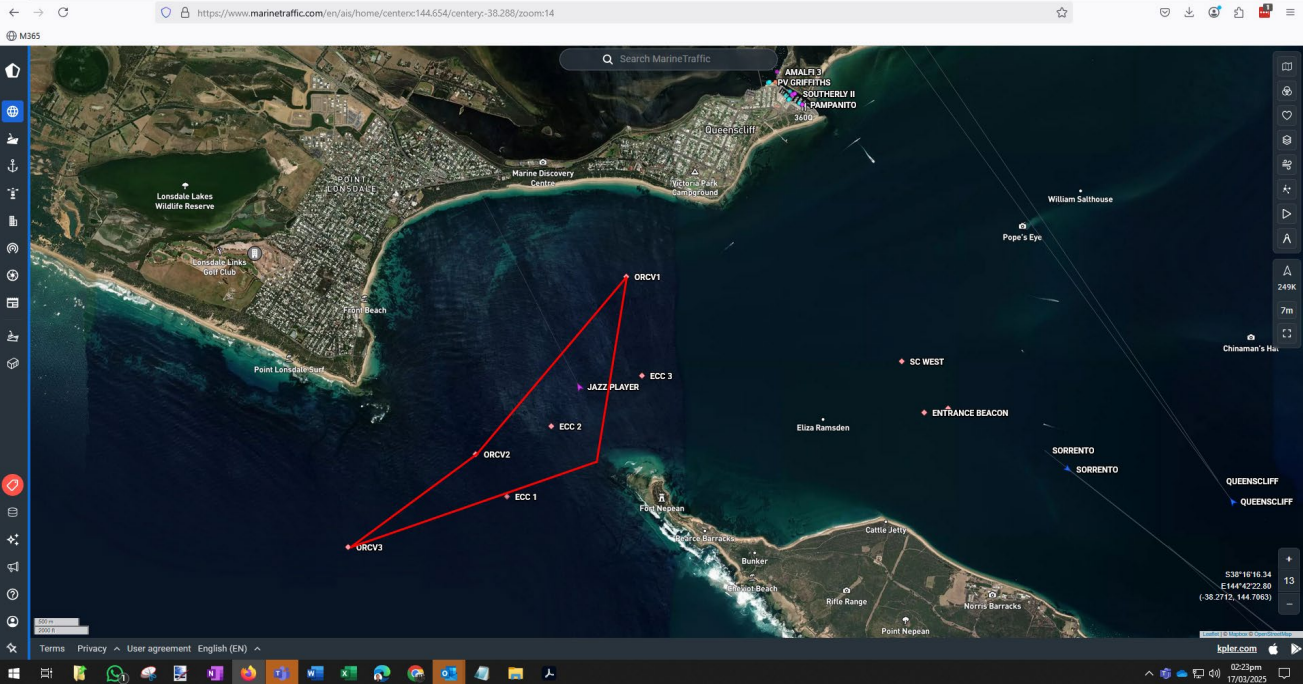 https://www.marinetraffic.com/en/ais/home/centerx:144.654/centery:-38.288/zoom:14
M365
Search MarineTraffic
AMALFI 3
PV GRIFFITHS
SOUTHERLY II
PAMPANITO
3600
Queenscliff
Marine Discovery
Centre
Victoria Park
Campground
POINT
LONSDALE
Lonsdale Lakes
Wildlife Reserve
William Salthouse
Pope's Eye
Lonsdale Links
Golf Club
ORCV1
249K
7m
Front Beach
Chinaman's Hat
Point Lonsdale Surf
SC WEST
ECC 3
JAZZ PLAYER
ENTRANCE BEACON
ECC 2
Eliza Ramsden
ORCV2
SORRENTO
SORRENTO
QUEENSCLIFF
QUEENSCLIFF
ECC 1
Fort Nepean
Cattle Jetty
Pearce Barracks
ORCV3
Bunker
Cheviot Beach
Rifle Range
Norris Barracks
Point Nepean
S38°16'16.34
E144°42'22.80
(-38.2712, 144.7063)
+
13
−
500 m
2000 ft
Leaflet | © Mapbox © OpenStreetMap
Terms Privacy User agreement English (EN)
kpler.com
02:23pm
17/03/2025